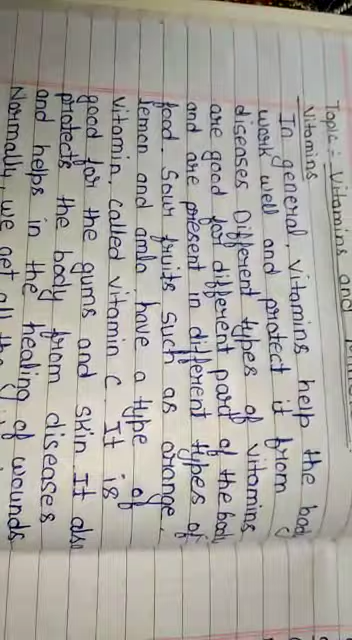 Topic : Vitamins and
Vitamins
In general, vitamins help the body
work well and protect it from
diseases. Different types of vitamins
are good for different part of the body
and are present in different types of
food. Sour fruits such as orange,
lemon and amla have a type of
vitamin, called vitamin C. It is
good for the gums and skin. It also
protects the body from diseases
and helps in the healing of wounds
Normally, we get all the